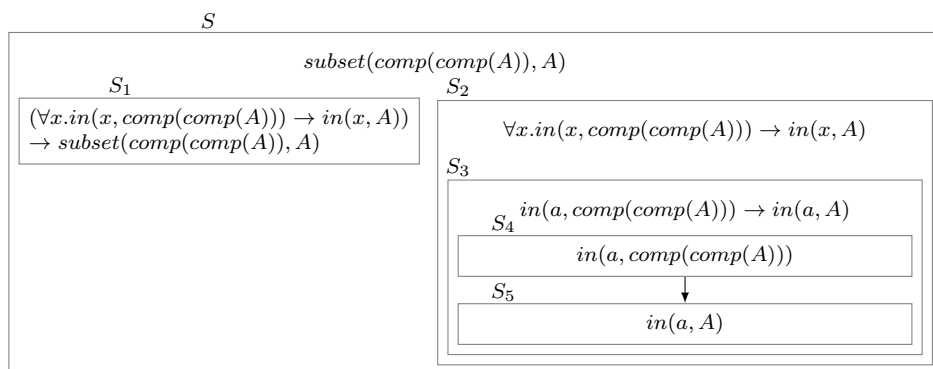 S
subset(comp(comp(A)), A)
S₁
(∀x.in(x, comp(comp(A))) → in(x, A))
→ subset(comp(comp(A)), A)
S₂
∀x.in(x, comp(comp(A))) → in(x, A)
S₃
in(a, comp(comp(A))) → in(a, A)
S₄
in(a, comp(comp(A)))
S₅
in(a, A)